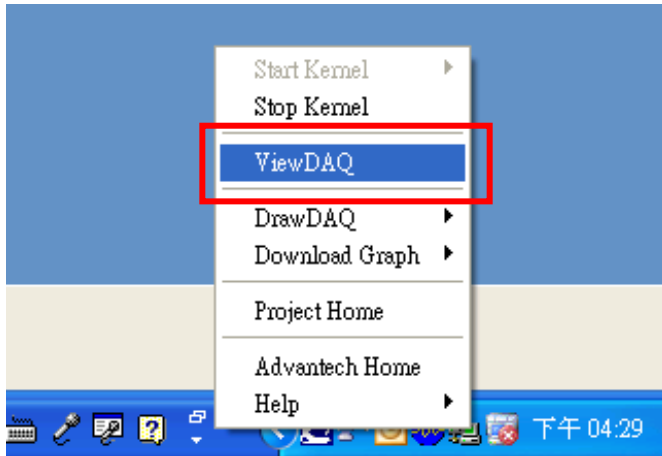 Start Kernel
Stop Kernel
ViewDAQ
DrawDAQ
Download Graph
Project Home
Advantech Home
Help
下午 04:29